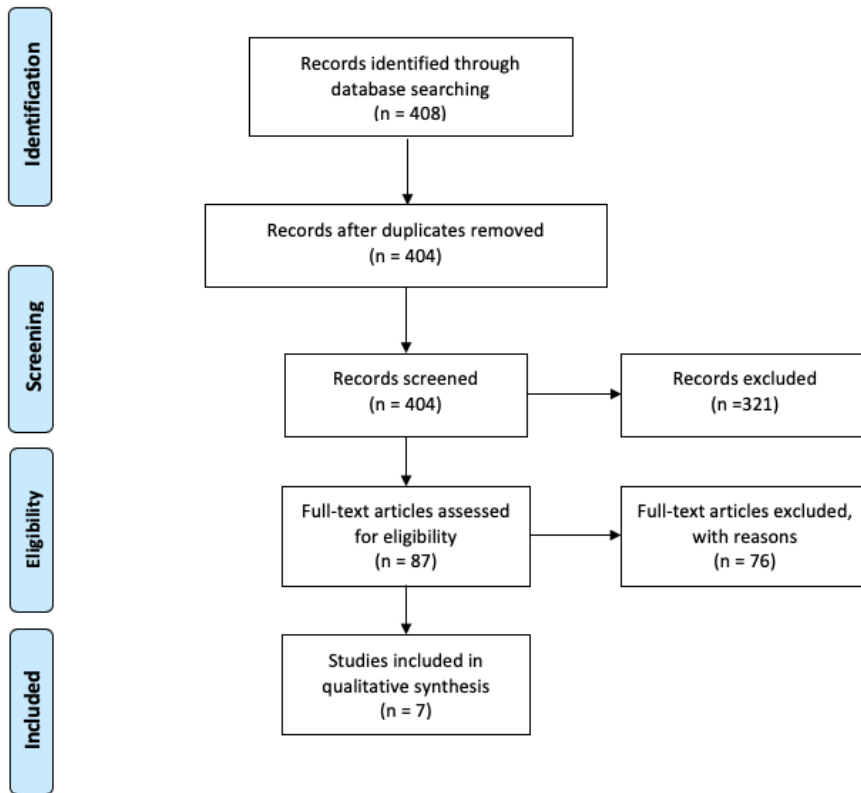 Identification
Records identified through
database searching
(n = 408)
Records after duplicates removed
(n = 404)
Screening
Records screened
(n = 404)
Records excluded
(n =321)
Eligibility
Full-text articles assessed
for eligibility
(n = 87)
Full-text articles excluded,
with reasons
(n = 76)
Included
Studies included in
qualitative synthesis
(n = 7)